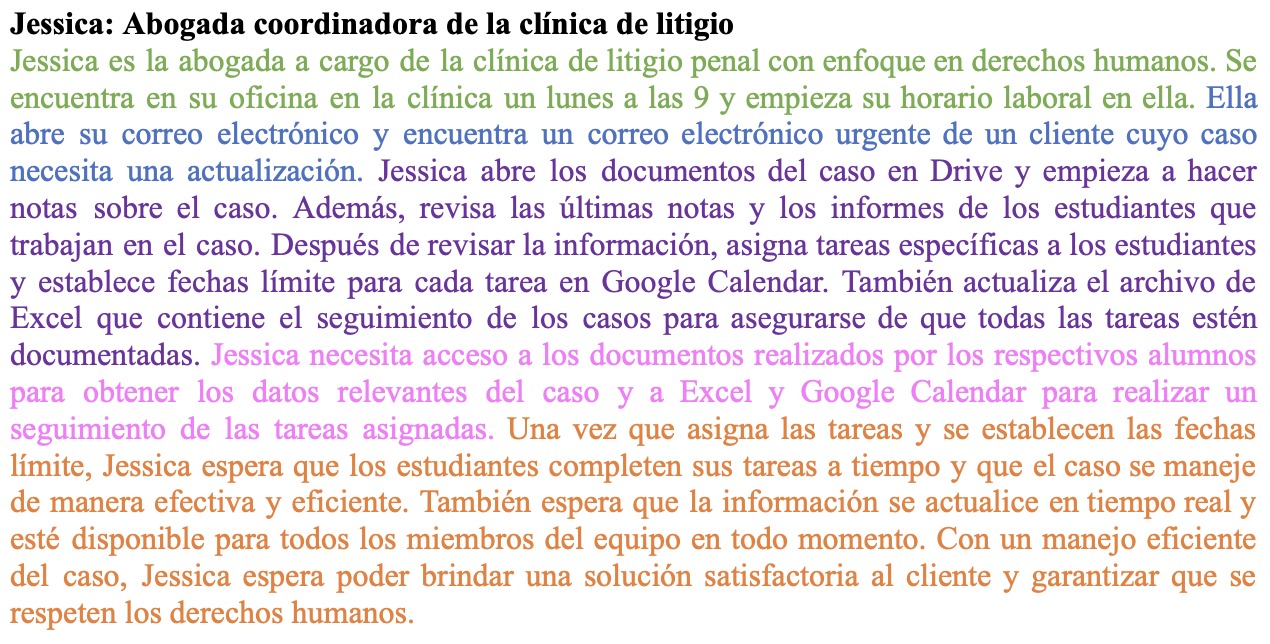 Jessica: Abogada coordinadora de la clínica de litigio
Jessica es la abogada a cargo de la clínica de litigio penal con enfoque en derechos humanos. Se
encuentra en su oficina en la clínica un lunes a las 9 y empieza su horario laboral en ella. Ella
abre su correo electrónico y encuentra un correo electrónico urgente de un cliente cuyo caso
necesita una actualización. Jessica abre los documentos del caso en Drive y empieza a hacer
notas sobre el caso. Además, revisa las últimas notas y los informes de los estudiantes que
trabajan en el caso. Después de revisar la información, asigna tareas específicas a los estudiantes
y establece fechas límite para cada tarea en Google Calendar. También actualiza el archivo de
Excel que contiene el seguimiento de los casos para asegurarse de que todas las tareas estén
documentadas. Jessica necesita acceso a los documentos realizados por los respectivos alumnos
para obtener los datos relevantes del caso y a Excel y Google Calendar para realizar un
seguimiento de las tareas asignadas. Una vez que asigna las tareas y se establecen las fechas
límite, Jessica espera que los estudiantes completen sus tareas a tiempo y que el caso se maneje
de manera efectiva y eficiente. También espera que la información se actualice en tiempo real y
esté disponible para todos los miembros del equipo en todo momento. Con un manejo eficiente
del caso, Jessica espera poder brindar una solución satisfactoria al cliente y garantizar que se
respeten los derechos humanos.